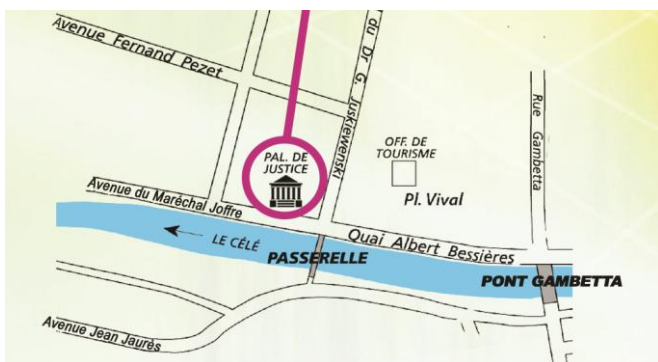 Avenue Fernand Pezet
du Dr G. Juskiewenski
Rue Gambetta
PAL. DE
JUSTICE
OFF. DE
TOURISME
Pl. Vival
Avenue du Maréchal Joffre
Quai Albert Bessières
LE CÉLÉ
PASSERELLE
PONT GAMBETTA
Avenue Jean Jaurès